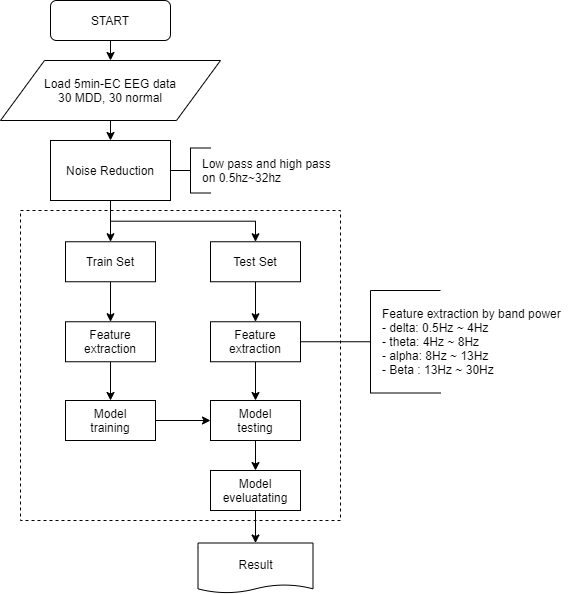 START
Load 5min-EC EEG data
30 MDD, 30 normal
Noise Reduction
Low pass and high pass
on 0.5hz~32hz
Train Set
Test Set
Feature
extraction
Feature
extraction
Feature extraction by band power
- delta: 0.5Hz ~ 4Hz
- theta: 4Hz ~ 8Hz
- alpha: 8Hz ~ 13Hz
- Beta : 13Hz ~ 30Hz
Model
training
Model
testing
Model
eveluatating
Result